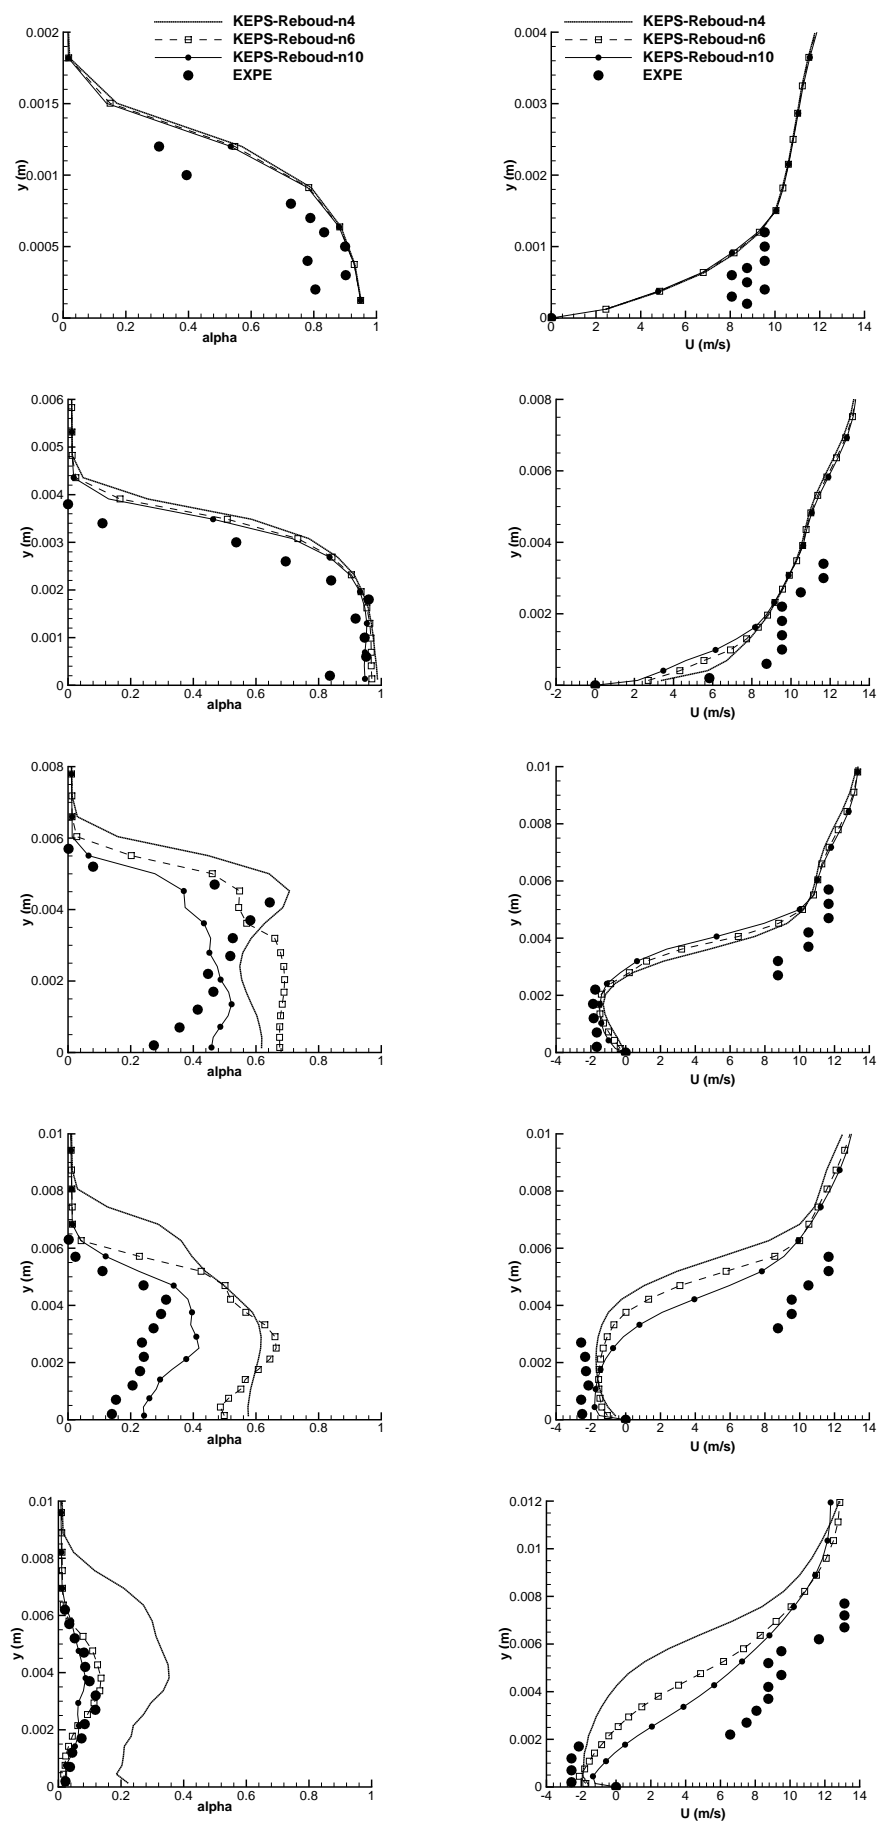 KEPS-Reboud-n4
KEPS-Reboud-n6
KEPS-Reboud-n10
EXPE
0.002
0.0015
0.001
0.0005
0
y (m)
0 0.2 0.4 0.6 0.8 1
alpha
KEPS-Reboud-n4
KEPS-Reboud-n6
KEPS-Reboud-n10
EXPE
0.004
0.003
0.002
0.001
0
y (m)
0 2 4 6 8 10 12 14
U (m/s)
0.006
0.005
0.004
0.003
0.002
0.001
0
y (m)
0 0.2 0.4 0.6 0.8 1
alpha
0.008
0.006
0.004
0.002
0
y (m)
-2 0 2 4 6 8 10 12 14
U (m/s)
0.008
0.006
0.004
0.002
0
y (m)
0 0.2 0.4 0.6 0.8 1
alpha
0.01
0.008
0.006
0.004
0.002
0
y (m)
-4 -2 0 2 4 6 8 10 12 14
U (m/s)
0.01
0.008
0.006
0.004
0.002
0
y (m)
0 0.2 0.4 0.6 0.8 1
alpha
0.01
0.008
0.006
0.004
0.002
0
y (m)
-4 -2 0 2 4 6 8 10 12 14
U (m/s)
0.01
0.008
0.006
0.004
0.002
0
y (m)
0 0.2 0.4 0.6 0.8 1
alpha
0.012
0.01
0.008
0.006
0.004
0.002
0
y (m)
-4 -2 0 2 4 6 8 10 12 14
U (m/s)